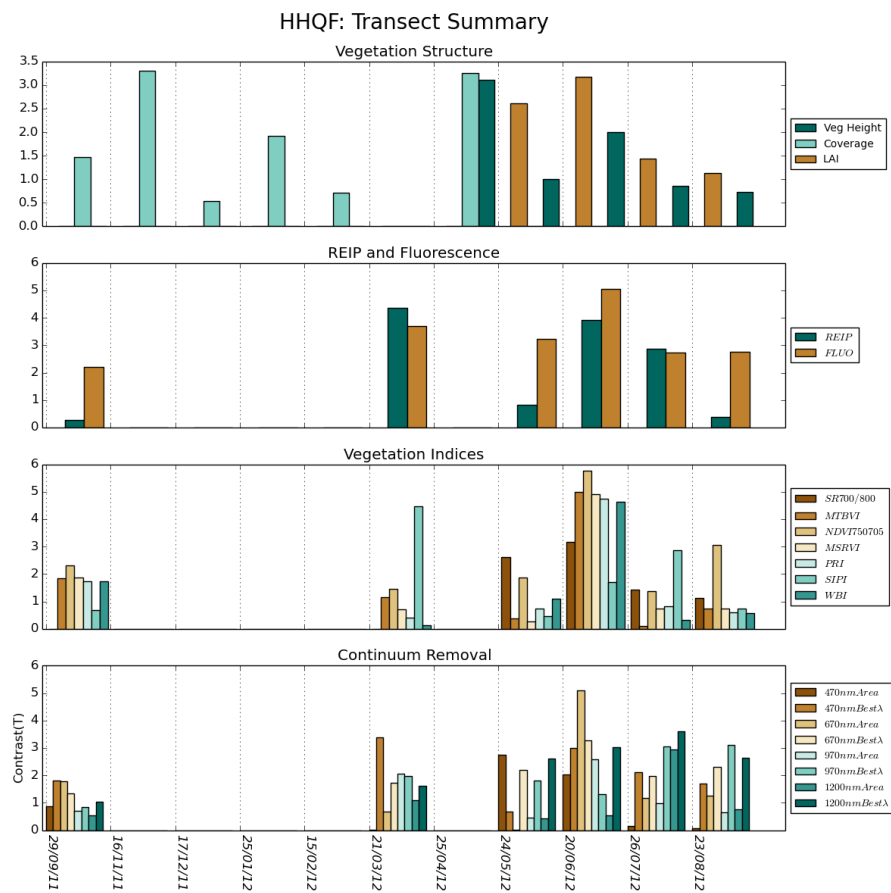 HHQF: Transect Summary
Vegetation Structure
3.5
3.0
2.5
2.0
1.5
1.0
0.5
0.0
Veg Height
Coverage
LAI
REIP and Fluorescence
6
5
4
3
2
1
0
REIP
FLUO
Vegetation Indices
6
5
4
3
2
1
0
SR700/800
MTBVI
NDVI750705
MSRVI
PRI
SIPI
WBI
Continuum Removal
Contrast(T)
6
5
4
3
2
1
0
470nmArea
470nmBestλ
670nmArea
670nmBestλ
970nmArea
970nmBestλ
1200nmArea
1200nmBestλ
29/09/11
16/11/11
17/12/11
25/01/12
15/02/12
21/03/12
25/04/12
24/05/12
20/06/12
26/07/12
23/08/12